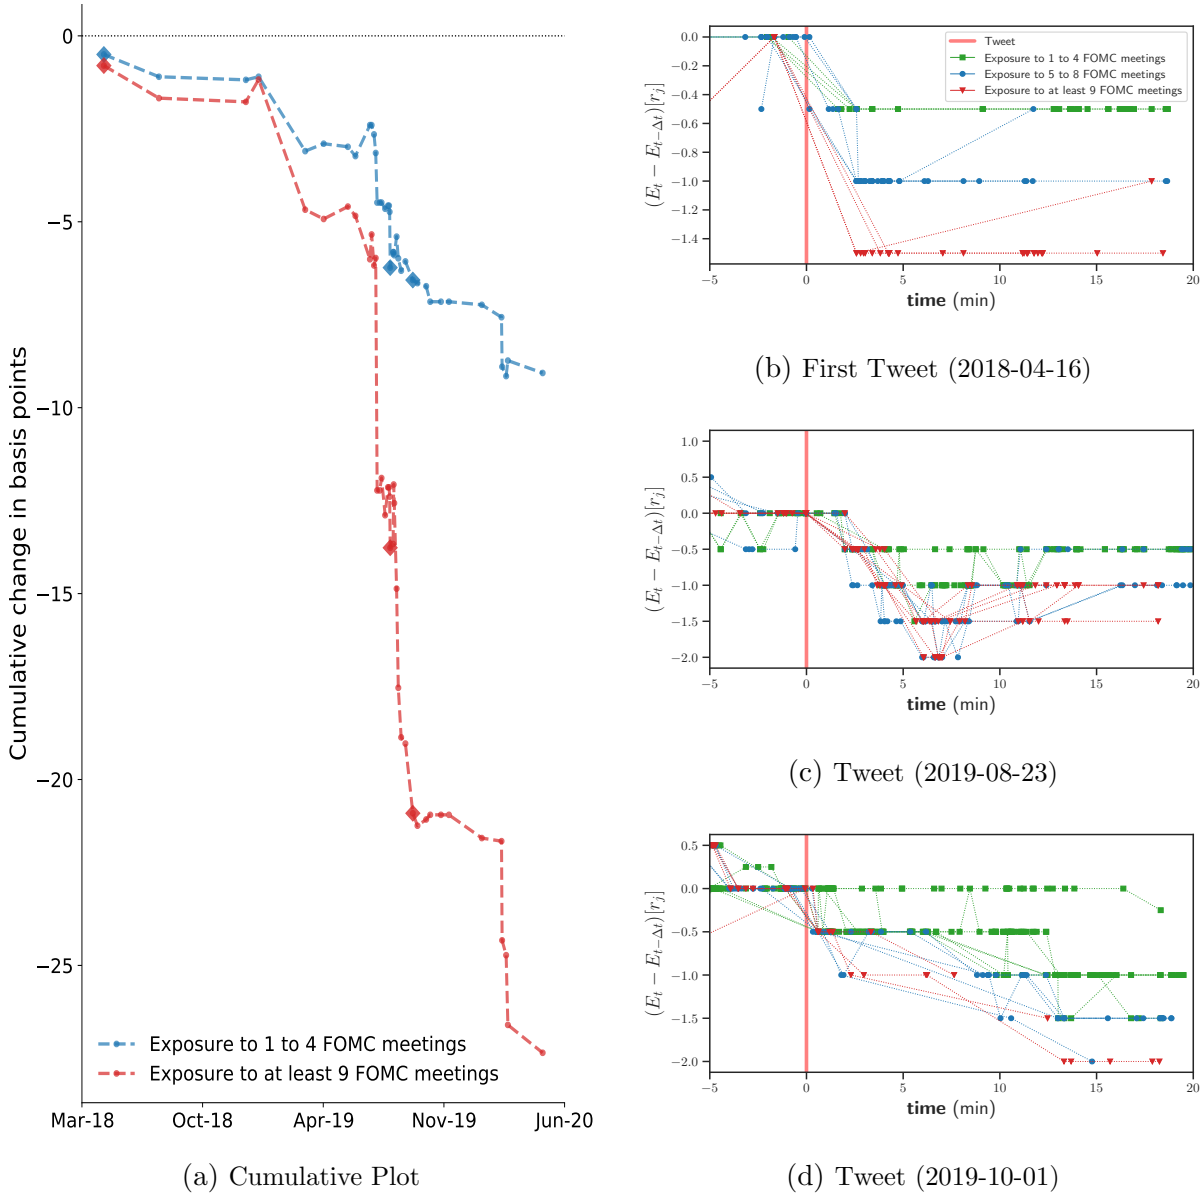 0
−5
−10
−15
−20
−25
Cumulative change in basis points
Exposure to 1 to 4 FOMC meetings
Exposure to at least 9 FOMC meetings
Mar-18 Oct-18 Apr-19 Nov-19 Jun-20
(a) Cumulative Plot
0.0
−0.2
−0.4
−0.6
−0.8
−1.0
−1.2
−1.4
(E_t − E_{t−Δt})[r_j]
Tweet
Exposure to 1 to 4 FOMC meetings
Exposure to 5 to 8 FOMC meetings
Exposure to at least 9 FOMC meetings
−5 0 5 10 15 20
time (min)
(b) First Tweet (2018-04-16)
1.0
0.5
0.0
−0.5
−1.0
−1.5
−2.0
(E_t − E_{t−Δt})[r_j]
−5 0 5 10 15 20
time (min)
(c) Tweet (2019-08-23)
0.5
0.0
−0.5
−1.0
−1.5
−2.0
(E_t − E_{t−Δt})[r_j]
−5 0 5 10 15 20
time (min)
(d) Tweet (2019-10-01)